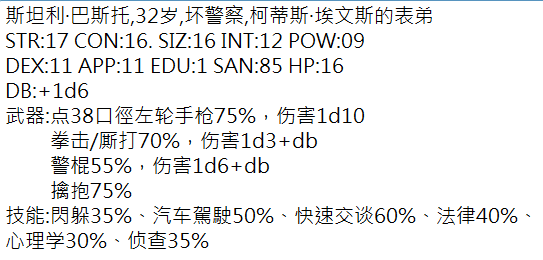 斯坦利·巴斯托,32岁,坏警察,柯蒂斯·埃文斯的表弟
STR:17 CON:16. SIZ:16 INT:12 POW:09
DEX:11 APP:11 EDU:1 SAN:85 HP:16
DB:+1d6
武器:点38口徑左轮手枪75%，伤害1d10
拳击/厮打70%，伤害1d3+db
警棍55%，伤害1d6+db
擒抱75%
技能:閃躲35%、汽车駕駛50%、快速交谈60%、法律40%、
心理学30%、侦查35%